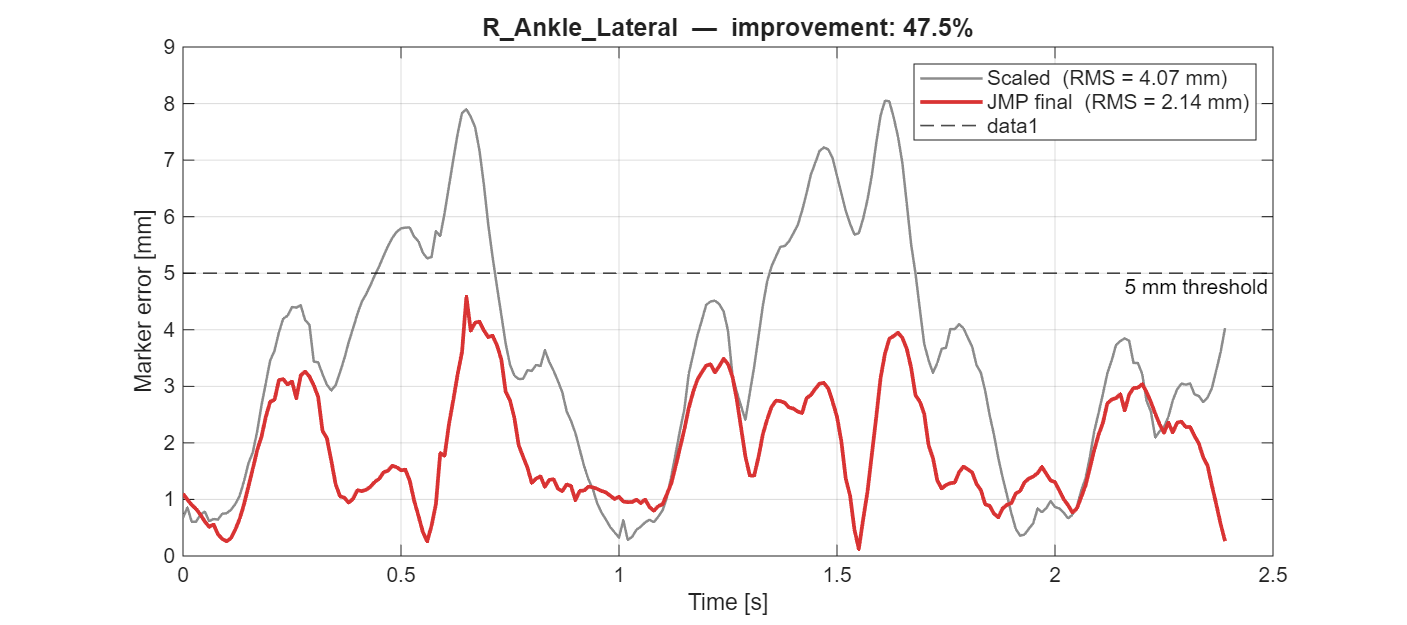 R_Ankle_Lateral — improvement: 47.5%
9
8
7
6
5
4
3
2
1
0
Marker error [mm]
Scaled (RMS = 4.07 mm)
JMP final (RMS = 2.14 mm)
data1
5 mm threshold
0 0.5 1 1.5 2 2.5
Time [s]